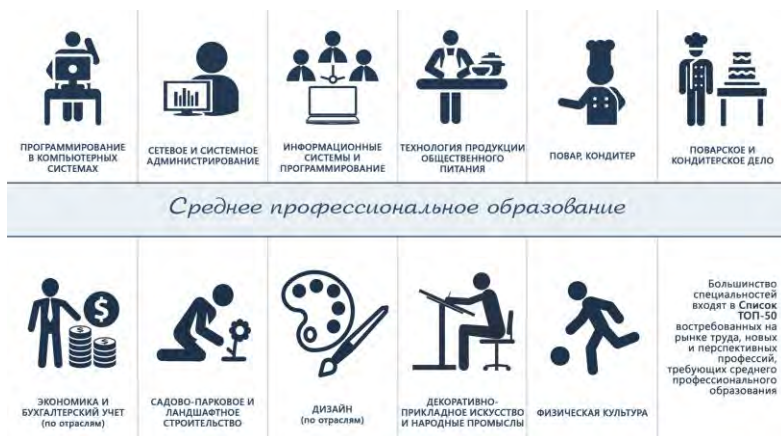 ПРОГРАММИРОВАНИЕ
В КОМПЬЮТЕРНЫХ
СИСТЕМАХ
СЕТЕВОЕ И СИСТЕМНОЕ
АДМИНИСТРИРОВАНИЕ
ИНФОРМАЦИОННЫЕ
СИСТЕМЫ И
ПРОГРАММИРОВАНИЕ
ТЕХНОЛОГИЯ ПРОДУКЦИИ
ОБЩЕСТВЕННОГО
ПИТАНИЯ
ПОВАР, КОНДИТЕР
ПОВАРСКОЕ И
КОНДИТЕРСКОЕ ДЕЛО
Среднее профессиональное образование
ЭКОНОМИКА И
БУХГАЛТЕРСКИЙ УЧЕТ
(по отраслям)
САДОВО-ПАРКОВОЕ И
ЛАНДШАФТНОЕ
СТРОИТЕЛЬСТВО
ДИЗАЙН
(по отраслям)
ДЕКОРАТИВНО-
ПРИКЛАДНОЕ ИСКУССТВО
И НАРОДНЫЕ ПРОМЫСЛЫ
ФИЗИЧЕСКАЯ КУЛЬТУРА
Большинство
специальностей
входят в Список
ТОП-50
востребованных на
рынке труда, новых
и перспективных
профессий,
требующих среднего
профессионального
образования